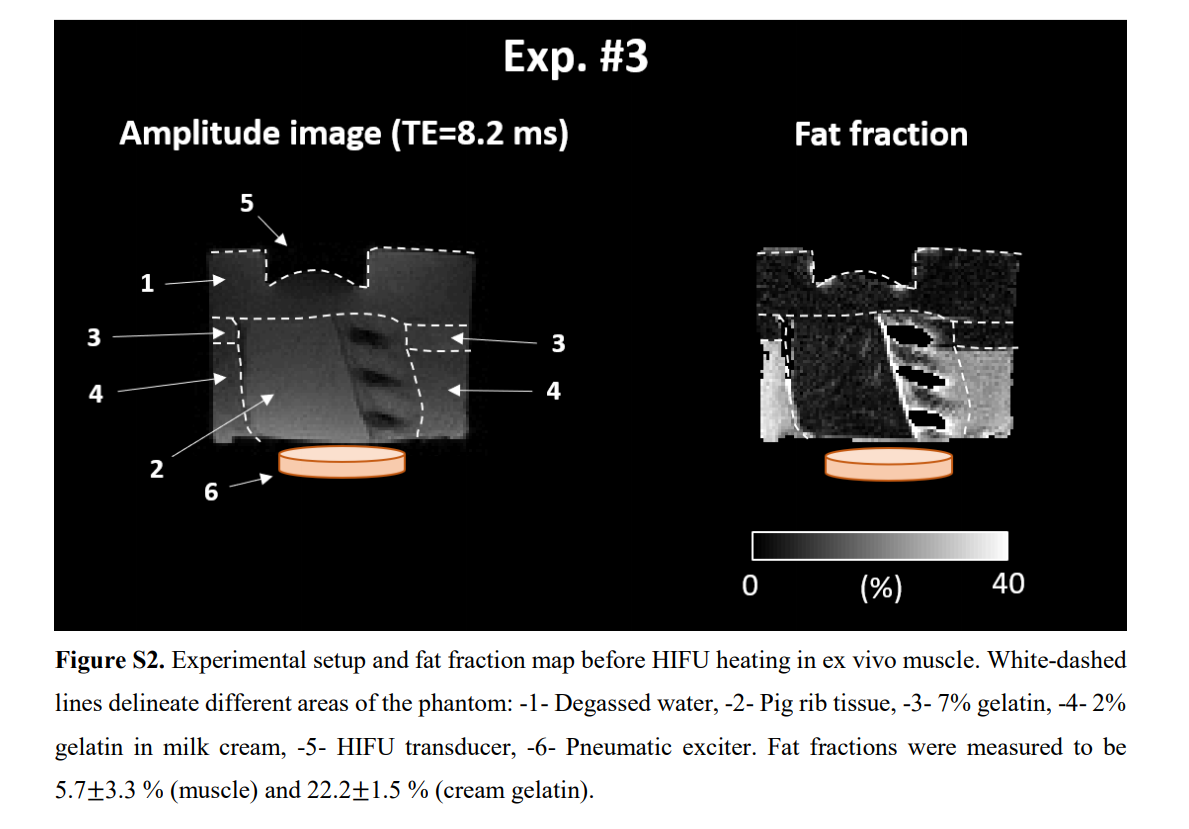 Exp. #3
Amplitude image (TE=8.2 ms)
Fat fraction
5
1
3
3
4
4
2
6
0
(%)
40
Figure S2. Experimental setup and fat fraction map before HIFU heating in ex vivo muscle. White-dashed
lines delineate different areas of the phantom: -1- Degassed water, -2- Pig rib tissue, -3- 7% gelatin, -4- 2%
gelatin in milk cream, -5- HIFU transducer, -6- Pneumatic exciter. Fat fractions were measured to be
5.7±3.3 % (muscle) and 22.2±1.5 % (cream gelatin).